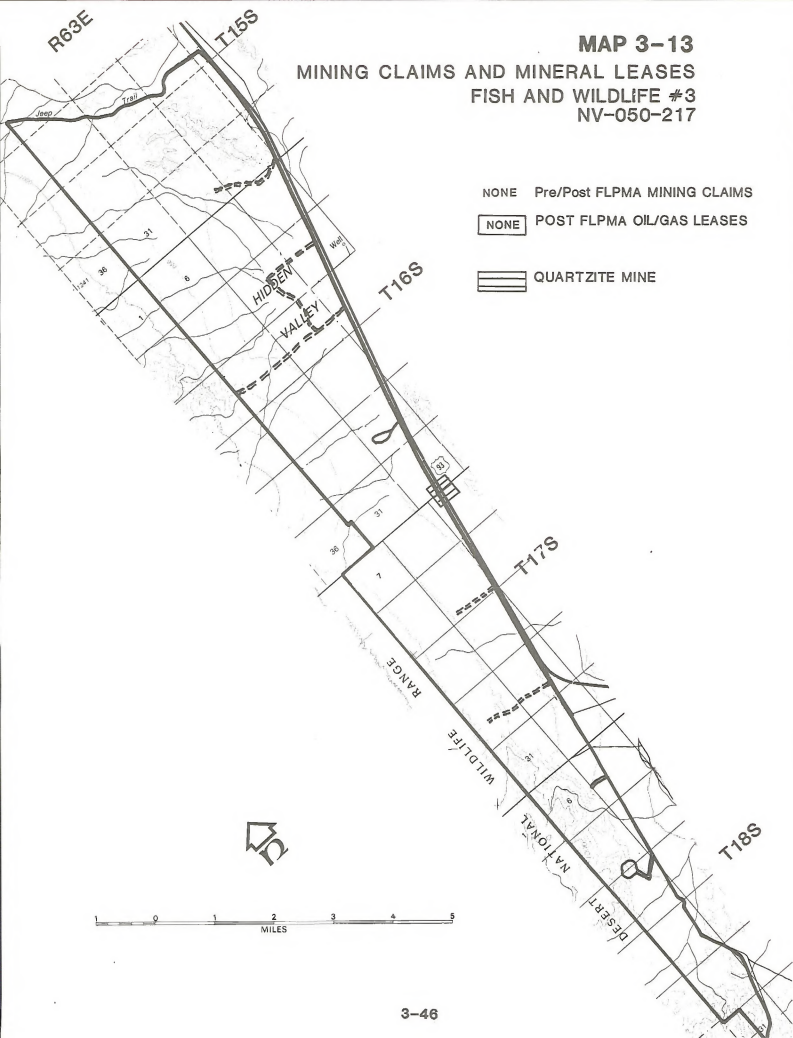 MAP 3-13
MINING CLAIMS AND MINERAL LEASES
FISH AND WILDLIFE #3
NV-050-217
NONE Pre/Post FLPMA MINING CLAIMS
NONE POST FLPMA OIL/GAS LEASES
QUARTZITE MINE
R63E
T15S
Jeep Trail
31
36
6
1
Well
HIDDEN
VALLEY
T16S
93
31
36
7
T17S
RANGE
WILDLIFE
NATIONAL
DESERT
31
6
T18S
n
1 0 1 2 3 4 5
MILES
3-46